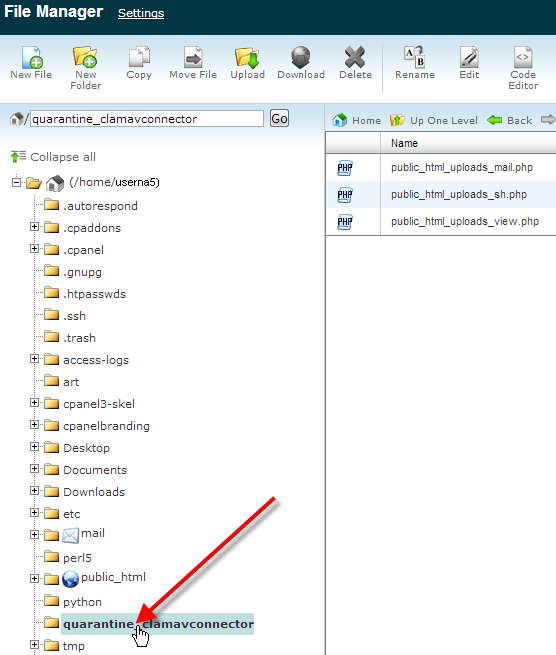 File Manager Settings
New File New Folder Copy Move File Upload Download Delete Rename Edit Code Editor
/ quarantine_clamavconnector Go
Home Up One Level Back
Collapse all
Name
(/home/userna5)
PHP public_html_uploads_mail.php
PHP public_html_uploads_sh.php
PHP public_html_uploads_view.php
.autorespond
.cpaddons
.cpanel
.gnupg
.htpasswds
.ssh
.trash
access-logs
art
cpanel3-skel
cpanelbranding
Desktop
Documents
Downloads
etc
mail
perl5
public_html
python
quarantine_clamavconnector
tmp